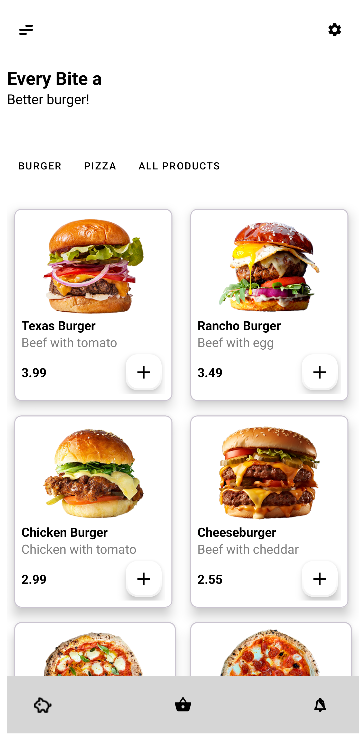 Every Bite a
Better burger!
BURGER PIZZA ALL PRODUCTS
Texas Burger
Beef with tomato
3.99
Rancho Burger
Beef with egg
3.49
Chicken Burger
Chicken with tomato
2.99
Cheeseburger
Beef with cheddar
2.55